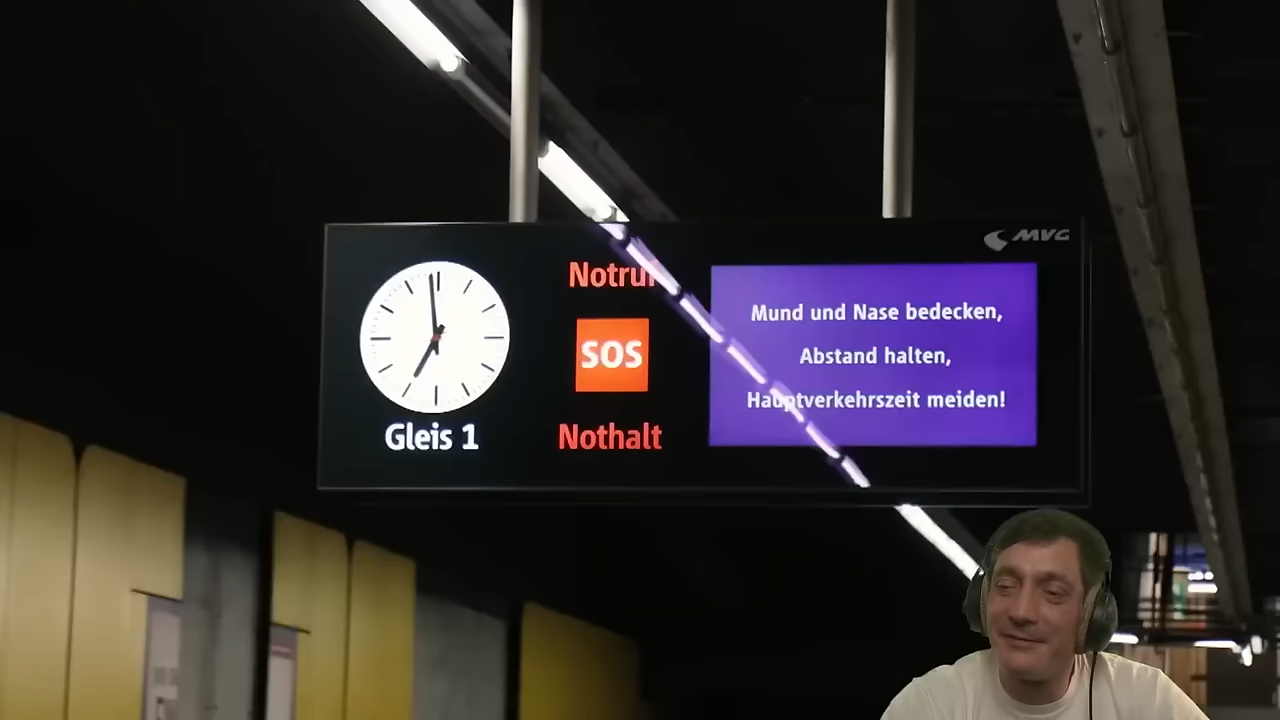 MVG
Notruf
SOS
Nothalt
Gleis 1
Mund und Nase bedecken,
Abstand halten,
Hauptverkehrszeit meiden!